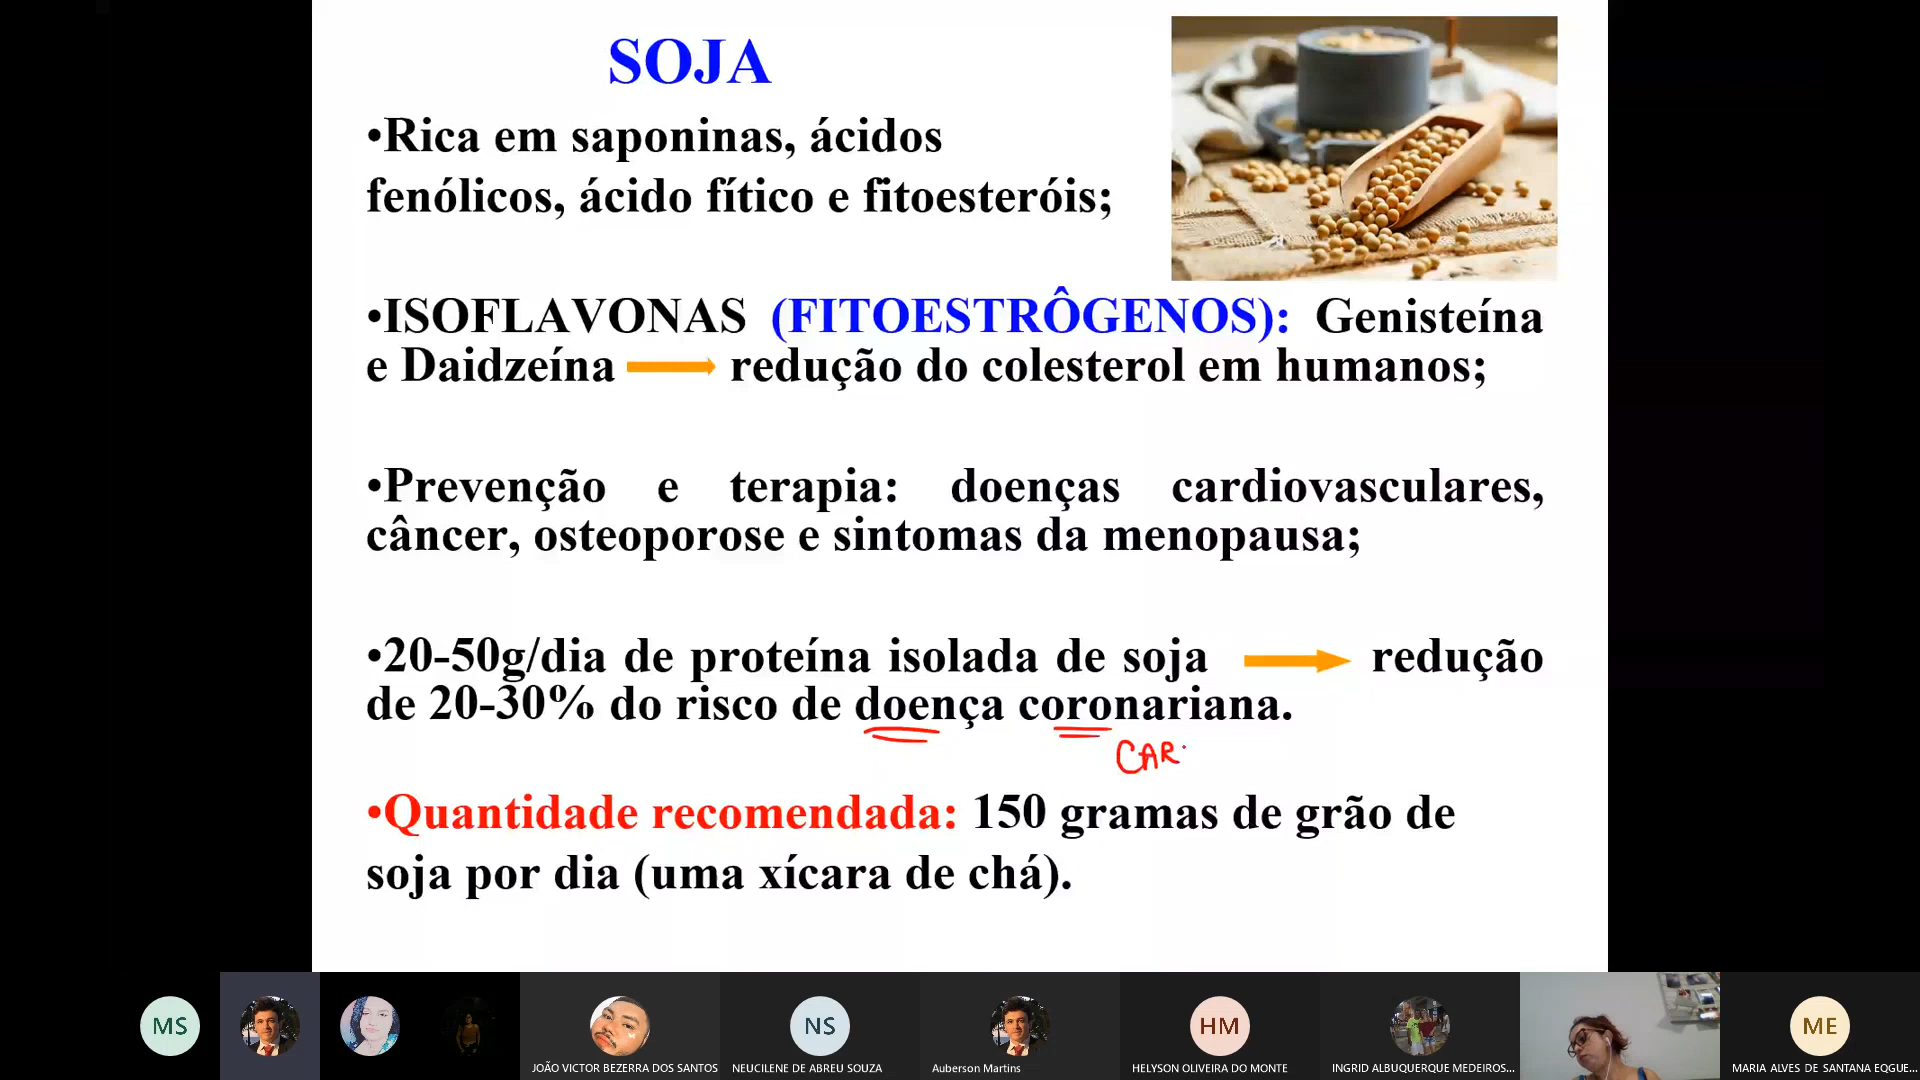 SOJA
•Rica em saponinas, ácidos
fenólicos, ácido fítico e fitoesteróis;
•ISOFLAVONAS (FITOESTRÔGENOS): Genisteína
e Daidzeína redução do colesterol em humanos;
•Prevenção e terapia: doenças cardiovasculares,
câncer, osteoporose e sintomas da menopausa;
•20-50g/dia de proteína isolada de soja redução
de 20-30% do risco de doença coronariana.
CAR
•Quantidade recomendada: 150 gramas de grão de
soja por dia (uma xícara de chá).
MS
NS
HM
ME
JOÃO VICTOR BEZERRA DOS SANTOS
NEUCILENE DE ABREU SOUZA
Auberson Martins
HELYSON OLIVEIRA DO MONTE
INGRID ALBUQUERQUE MEDEIROS...
MARIA ALVES DE SANTANA EQGUE...